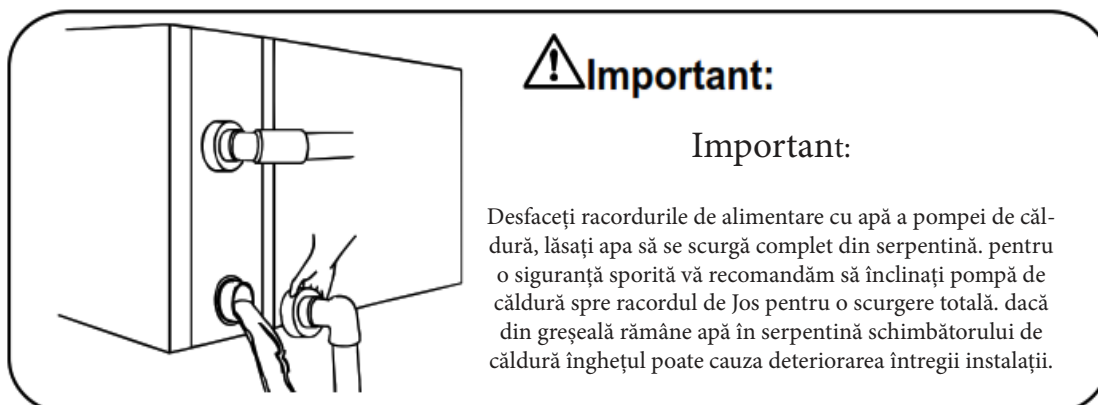 Important:
Important:
Desfaceți racordurile de alimentare cu apă a pompei de căl-
dură, lăsați apa să se scurgă complet din serpentină. pentru
o siguranță sporită vă recomandăm să înclinați pompă de
căldură spre racordul de Jos pentru o scurgere totală. dacă
din greșeală rămâne apă în serpentină schimbătorului de
căldură înghețul poate cauza deteriorarea întregii instalații.